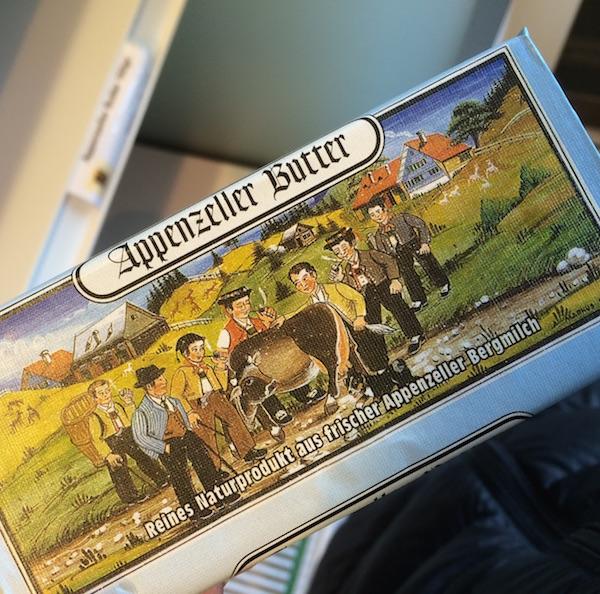 Appenzeller Butter
Reines Naturprodukt aus frischer Appenzeller Bergmilch